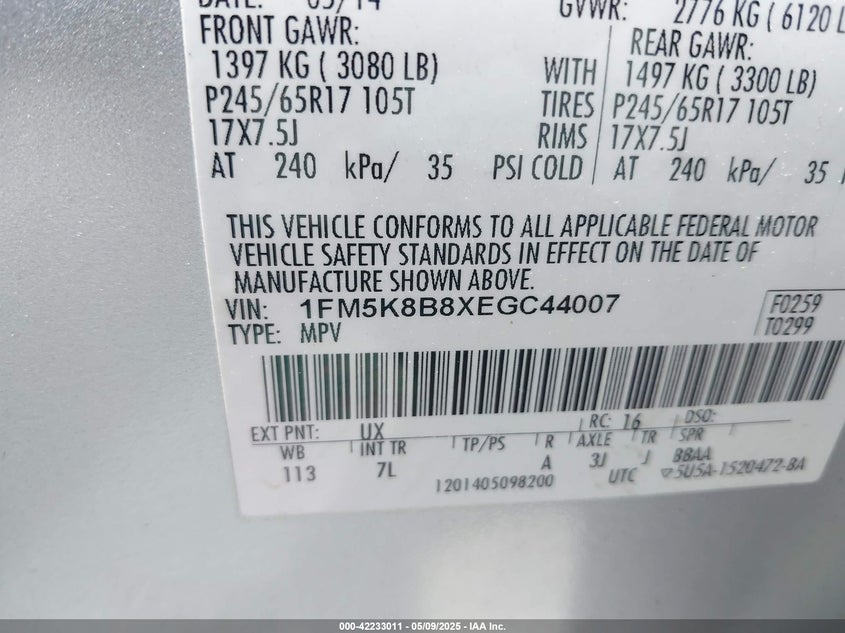 DATE: 05/14 GVWR: 2776 KG ( 6120 L
FRONT GAWR: REAR GAWR:
1397 KG ( 3080 LB) WITH 1497 KG ( 3300 LB)
P245/65R17 105T TIRES P245/65R17 105T
17X7.5J RIMS 17X7.5J
AT 240 kPa/ 35 PSI COLD AT 240 kPa/ 35
THIS VEHICLE CONFORMS TO ALL APPLICABLE FEDERAL MOTOR
VEHICLE SAFETY STANDARDS IN EFFECT ON THE DATE OF
MANUFACTURE SHOWN ABOVE.
VIN: 1FM5K8B8XEGC44007 F0259
TYPE: MPV T0299
EXT PNT: UX RC: 16 DSO:
WB INT TR TP/PS R AXLE TR SPR
113 7L A 3J J BBAA
1201405098200 UTC 5U5A-1520472-BA
000-42233011 - 05/09/2025 - IAA Inc.